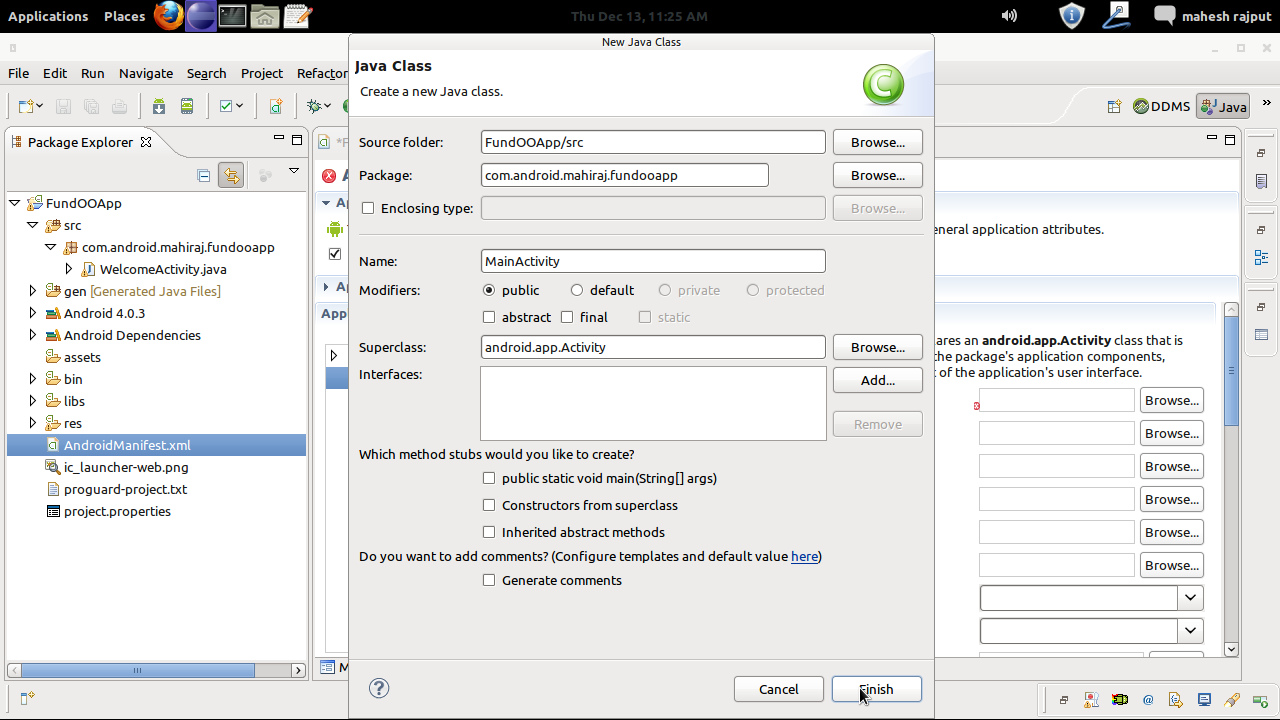 Applications Places Thu Dec 13, 11:25 AM mahesh rajput
New Java Class
File Edit Run Navigate Search Project Refactor
Java Class
Create a new Java class.
DDMS Java
Package Explorer
Source folder: FundOOApp/src Browse...
Package: com.android.mahiraj.fundooapp Browse...
Enclosing type: Browse...
FundOOApp
src
com.android.mahiraj.fundooapp
WelcomeActivity.java
gen [Generated Java Files]
Android 4.0.3
Android Dependencies
assets
bin
libs
res
AndroidManifest.xml
ic_launcher-web.png
proguard-project.txt
project.properties
Name: MainActivity
Modifiers: public default private protected
abstract final static
Superclass: android.app.Activity Browse...
Interfaces: Add...
Remove
Which method stubs would you like to create?
public static void main(String[] args)
Constructors from superclass
Inherited abstract methods
Do you want to add comments? (Configure templates and default value here)
Generate comments
Cancel Finish
eneral application attributes.
ares an android.app.Activity class that is
the package's application components,
t of the application's user interface.
Browse...
Browse...
Browse...
Browse...
Browse...
Browse...